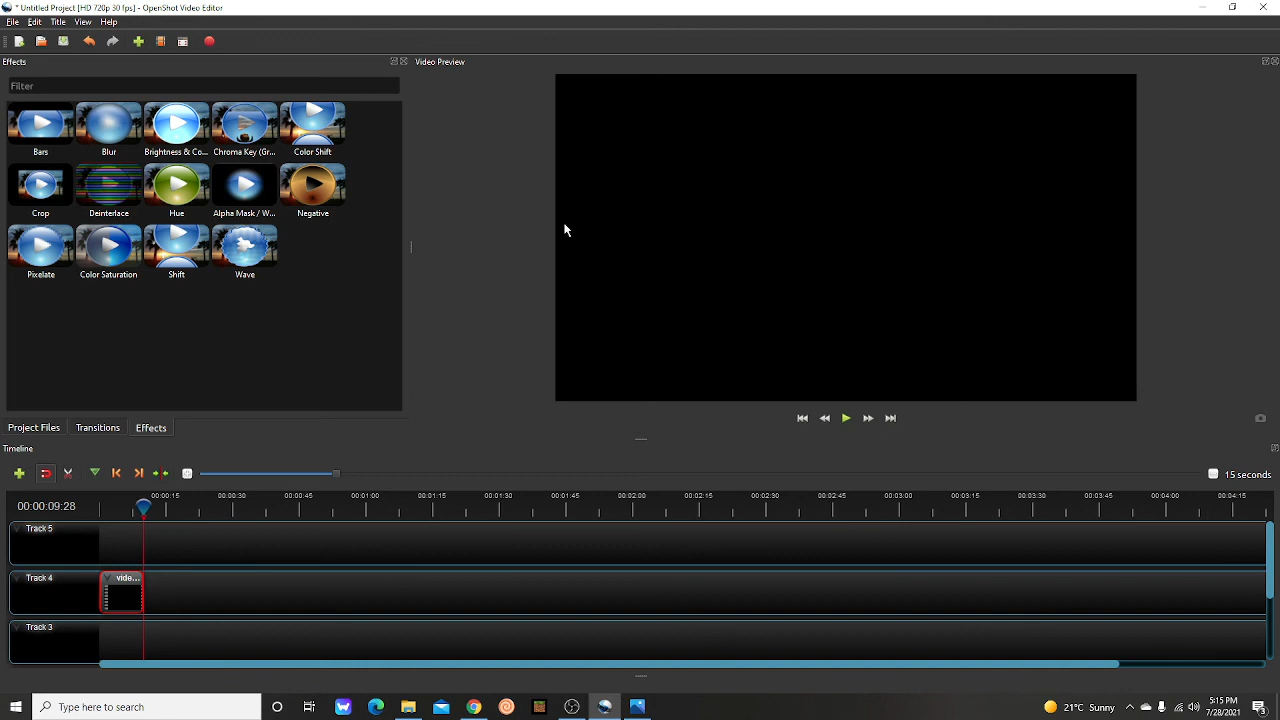 * Untitled Project [HD 720p 30 fps] - OpenShot Video Editor
File Edit Title View Help
Effects
Video Preview
Filter
Bars Blur Brightness & Co... Chroma Key (Gr... Color Shift
Crop Deinterlace Hue Alpha Mask / W... Negative
Pixelate Color Saturation Shift Wave
Project Files Transitions Effects
Timeline
15 seconds
00:00:09:28
00:00:15 00:00:30 00:00:45 00:01:00 00:01:15 00:01:30 00:01:45 00:02:00 00:02:15 00:02:30 00:02:45 00:03:00 00:03:15 00:03:30 00:03:45 00:04:00 00:04:15
Track 5
Track 4
vide...
Track 3
Type here to search
21°C Sunny
5:15 PM
7/28/2021